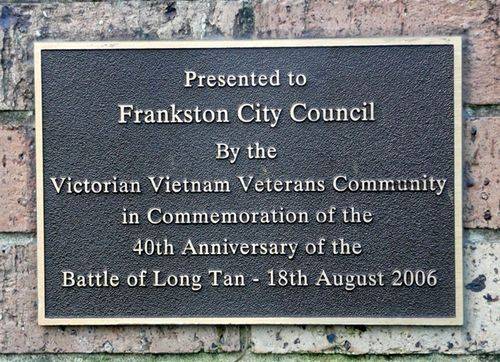 Presented to
Frankston City Council
By the
Victorian Vietnam Veterans Community
in Commemoration of the
40th Anniversary of the
Battle of Long Tan - 18th August 2006